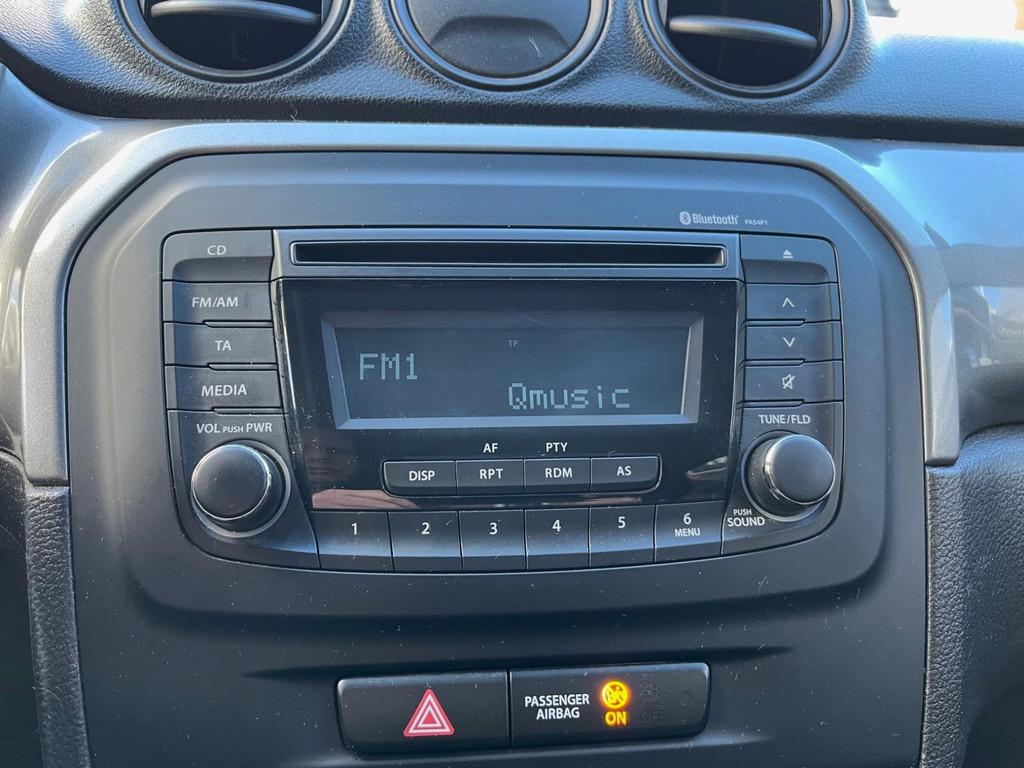 Bluetooth PA54P1
CD
FM/AM
TA
MEDIA
VOL PUSH PWR
TP
FM1
Qmusic
TUNE/FLD
AF PTY
DISP RPT RDM AS
1 2 3 4 5 6
MENU
PUSH
SOUND
PASSENGER
AIRBAG
ON OFF